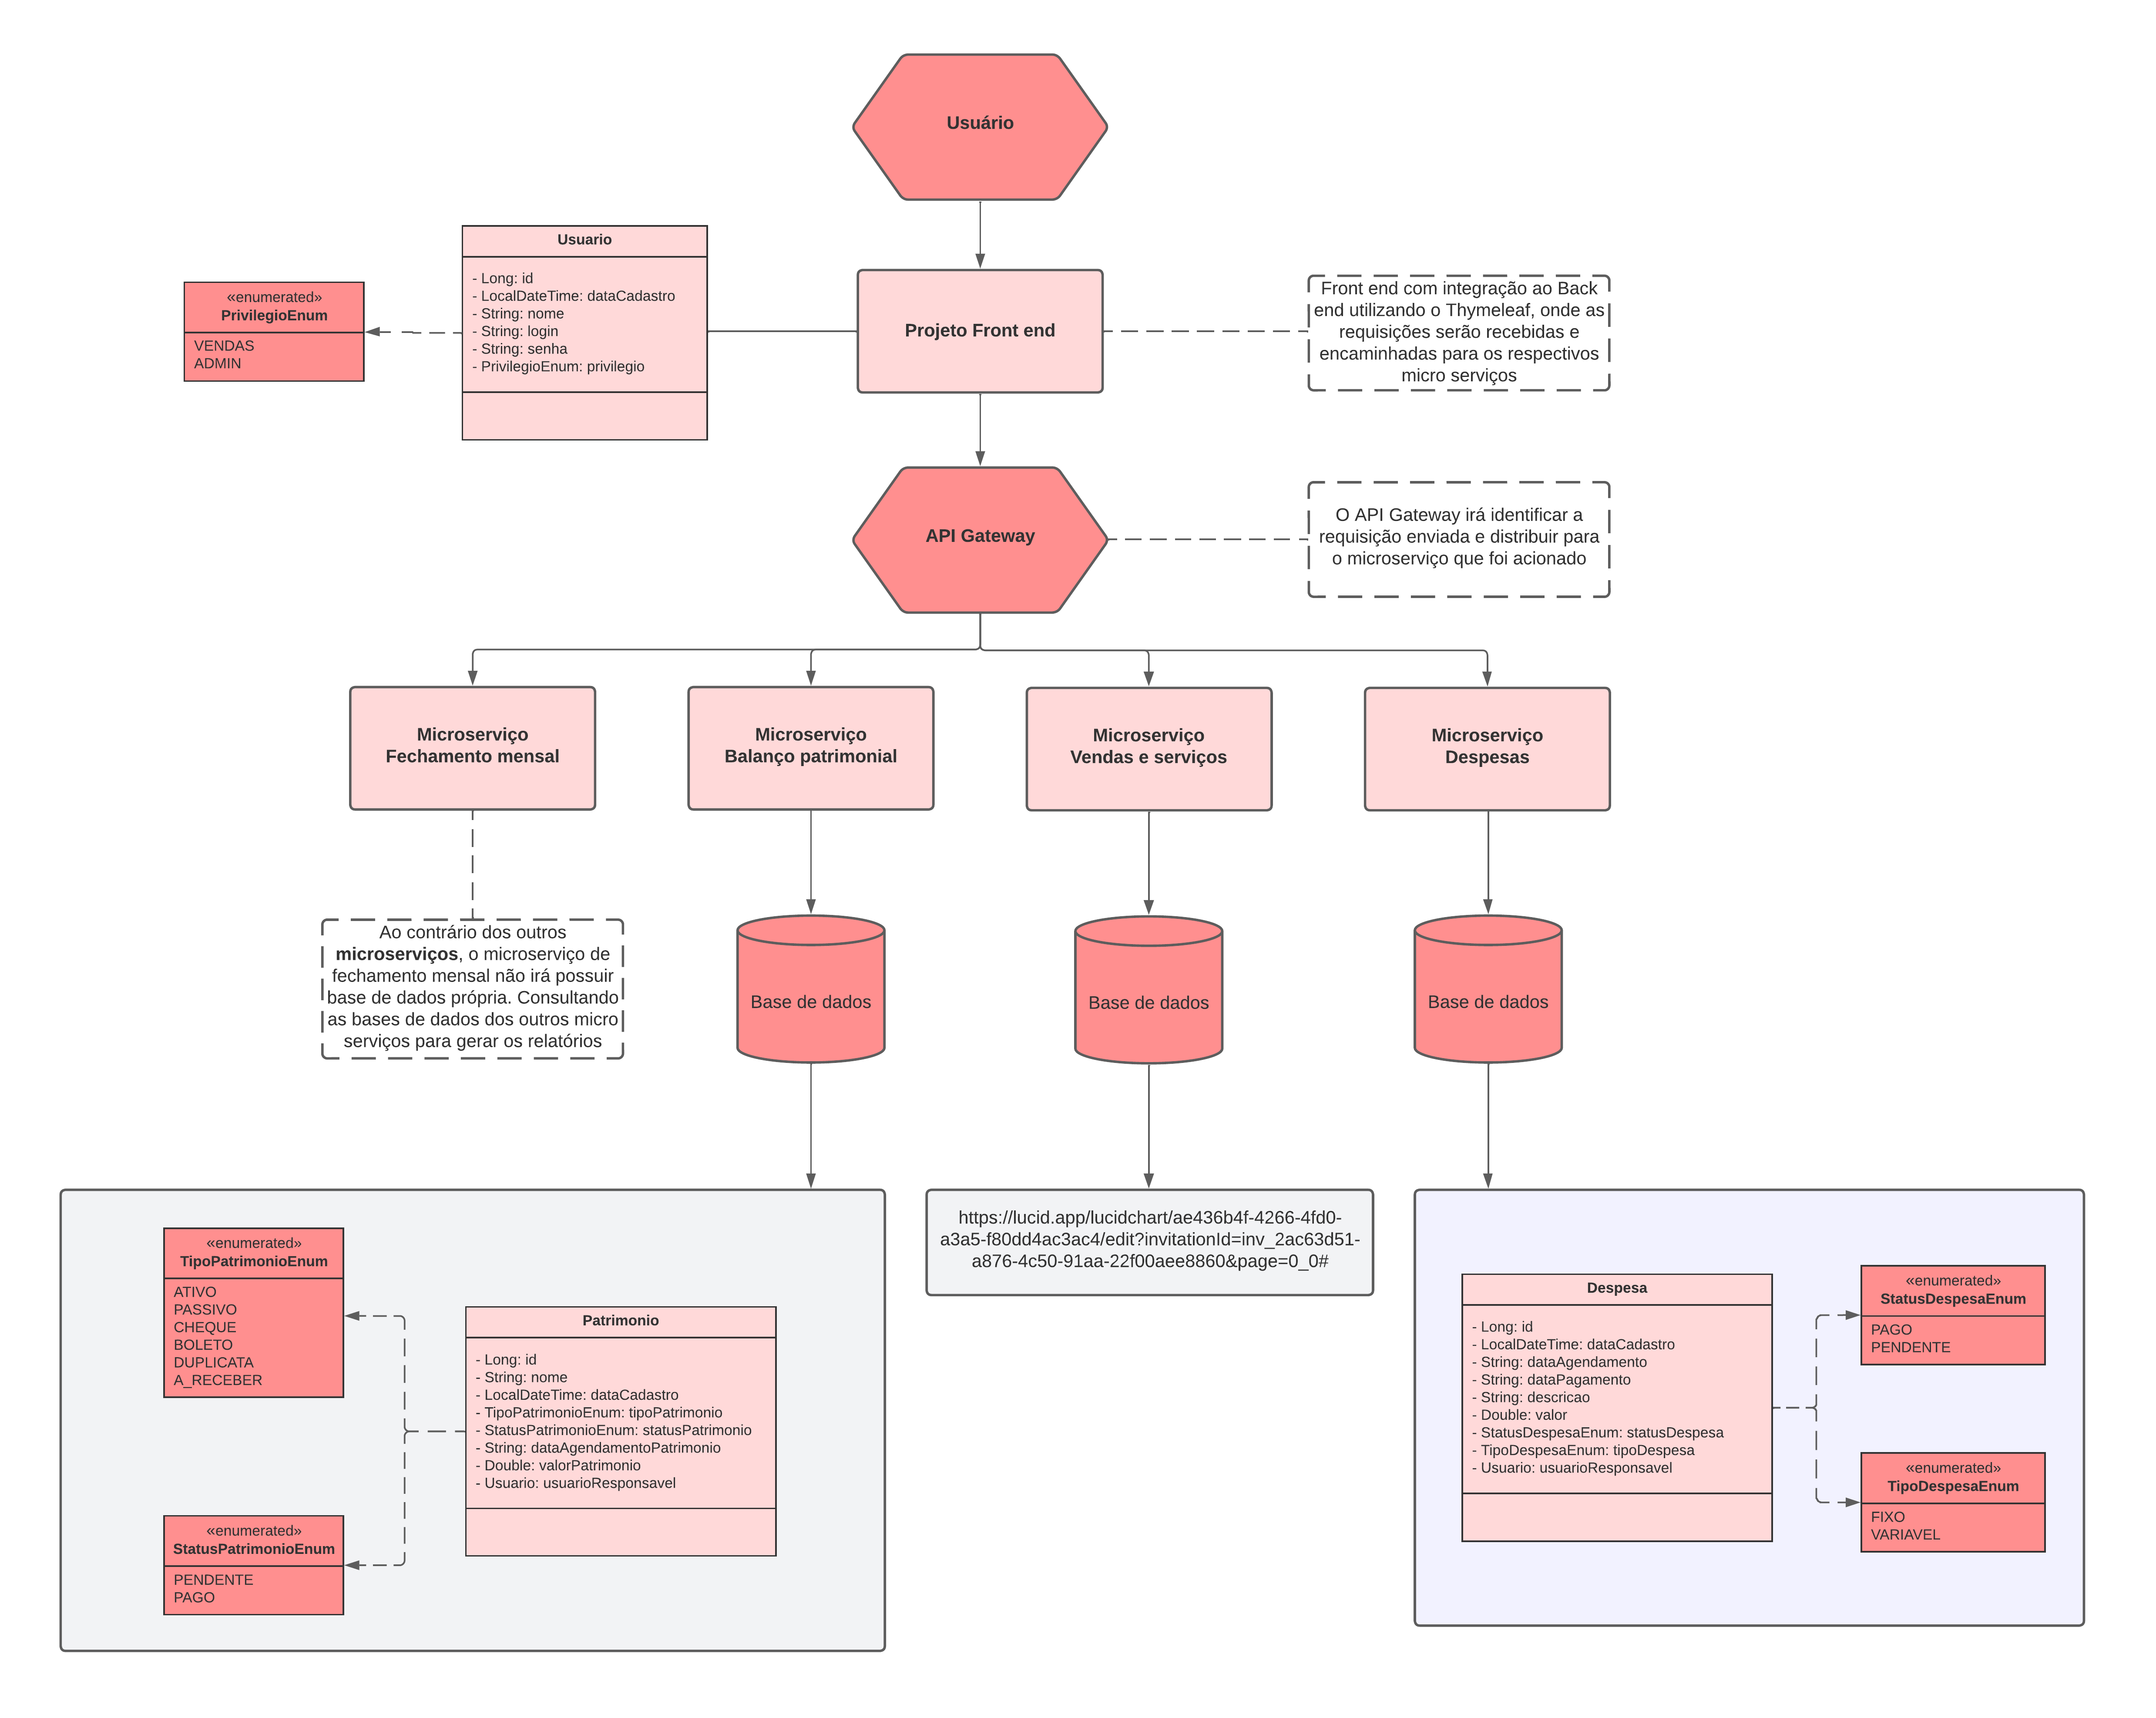 Usuário
Usuario
- Long: id
- LocalDateTime: dataCadastro
- String: nome
- String: login
- String: senha
- PrivilegioEnum: privilegio
«enumerated»
PrivilegioEnum
VENDAS
ADMIN
Projeto Front end
Front end com integração ao Back
end utilizando o Thymeleaf, onde as
requisições serão recebidas e
encaminhadas para os respectivos
micro serviços
API Gateway
O API Gateway irá identificar a
requisição enviada e distribuir para
o microserviço que foi acionado
Microserviço
Fechamento mensal
Microserviço
Balanço patrimonial
Microserviço
Vendas e serviços
Microserviço
Despesas
Ao contrário dos outros
microserviços, o microserviço de
fechamento mensal não irá possuir
base de dados própria. Consultando
as bases de dados dos outros micro
serviços para gerar os relatórios
Base de dados
Base de dados
Base de dados
«enumerated»
TipoPatrimonioEnum
ATIVO
PASSIVO
CHEQUE
BOLETO
DUPLICATA
A_RECEBER
«enumerated»
StatusPatrimonioEnum
PENDENTE
PAGO
Patrimonio
- Long: id
- String: nome
- LocalDateTime: dataCadastro
- TipoPatrimonioEnum: tipoPatrimonio
- StatusPatrimonioEnum: statusPatrimonio
- String: dataAgendamentoPatrimonio
- Double: valorPatrimonio
- Usuario: usuarioResponsavel
https://lucid.app/lucidchart/ae436b4f-4266-4fd0-
a3a5-f80dd4ac3ac4/edit?invitationId=inv_2ac63d51-
a876-4c50-91aa-22f00aee8860&page=0_0#
Despesa
- Long: id
- LocalDateTime: dataCadastro
- String: dataAgendamento
- String: dataPagamento
- String: descricao
- Double: valor
- StatusDespesaEnum: statusDespesa
- TipoDespesaEnum: tipoDespesa
- Usuario: usuarioResponsavel
«enumerated»
StatusDespesaEnum
PAGO
PENDENTE
«enumerated»
TipoDespesaEnum
FIXO
VARIAVEL